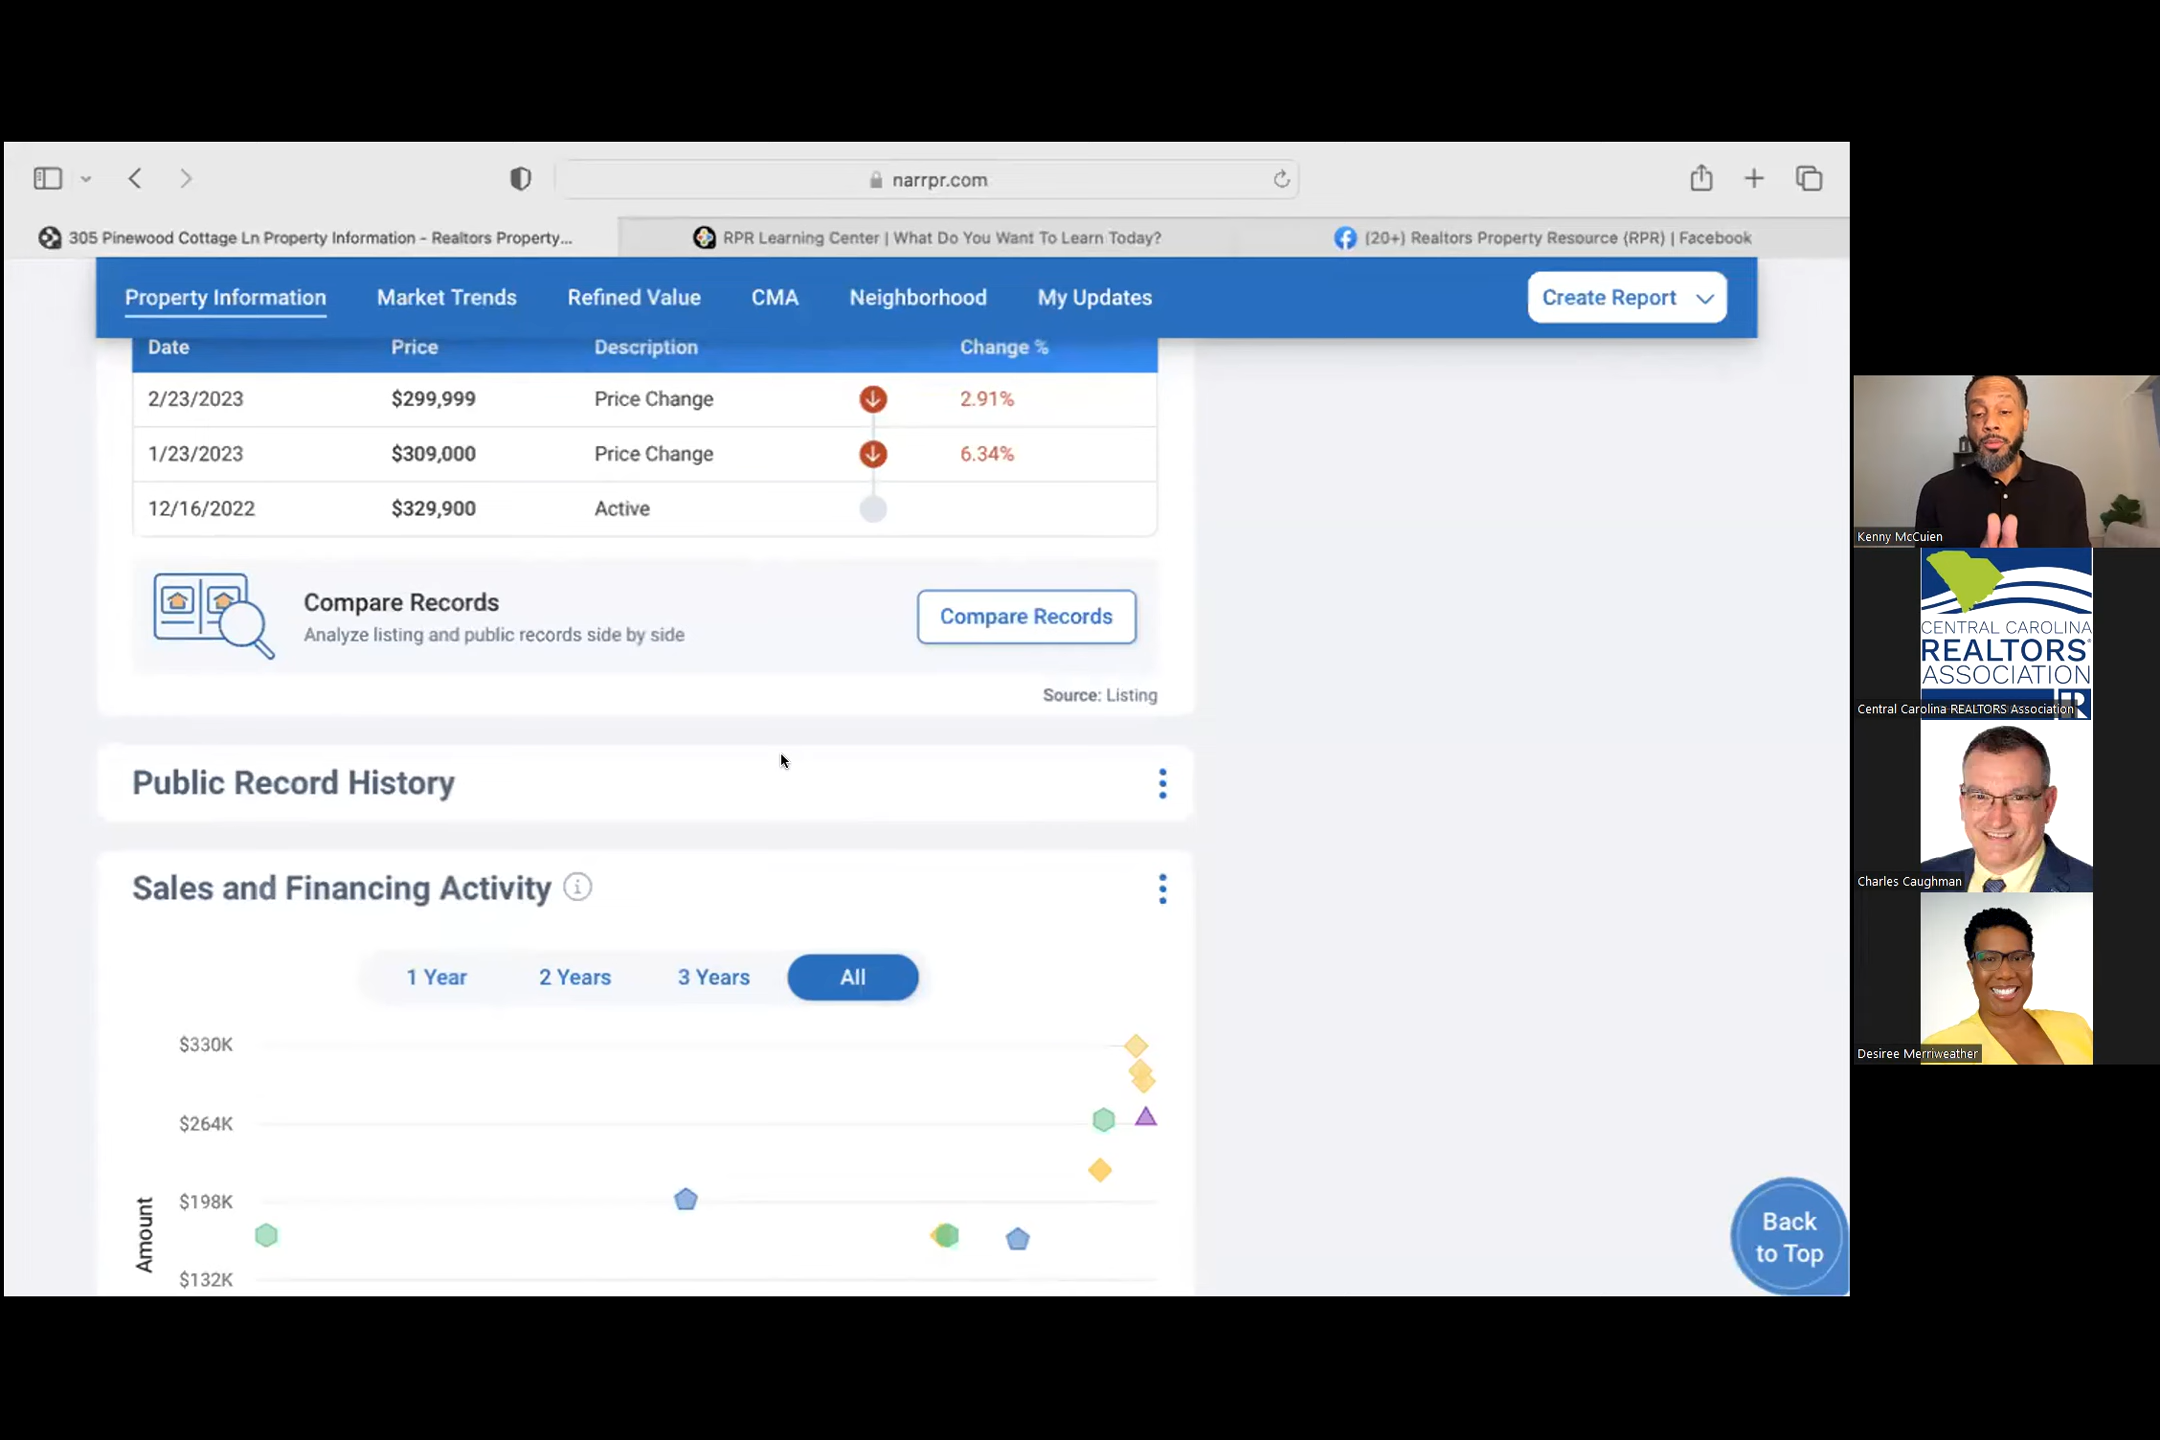 narrpr.com
305 Pinewood Cottage Ln Property Information - Realtors Property...
RPR Learning Center | What Do You Want To Learn Today?
(20+) Realtors Property Resource (RPR) | Facebook
Property Information Market Trends Refined Value CMA Neighborhood My Updates Create Report
Date Price Description Change %
2/23/2023 $299,999 Price Change 2.91%
1/23/2023 $309,000 Price Change 6.34%
12/16/2022 $329,900 Active
Compare Records
Analyze listing and public records side by side
Compare Records
Source: Listing
Public Record History
Sales and Financing Activity
1 Year 2 Years 3 Years All
$330K
$264K
$198K
$132K
Amount
Back
to Top
Kenny McCuien
CENTRAL CAROLINA
REALTORS®
ASSOCIATION
Central Carolina REALTORS Association
Charles Caughman
Desiree Merriweather